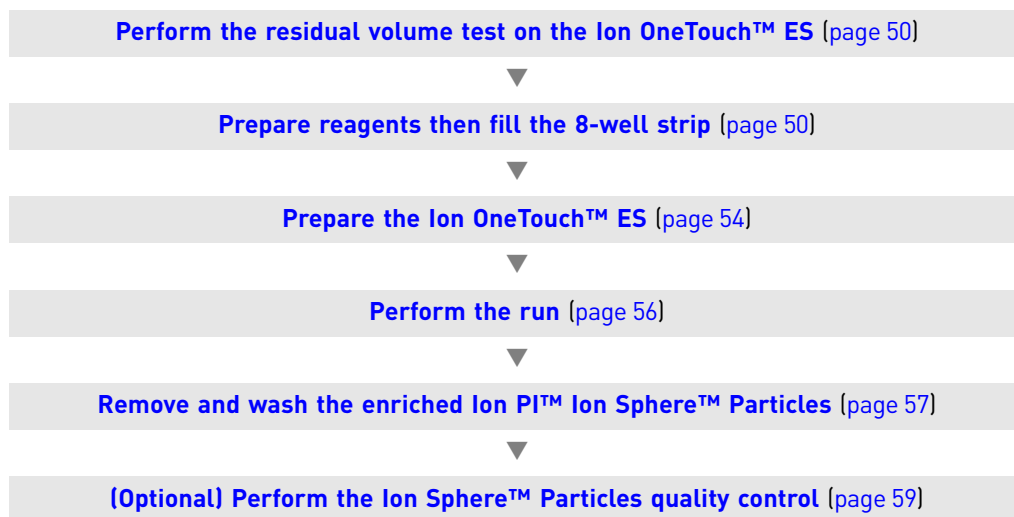 Perform the residual volume test on the Ion OneTouch™ ES (page 50)
Prepare reagents then fill the 8-well strip (page 50)
Prepare the Ion OneTouch™ ES (page 54)
Perform the run (page 56)
Remove and wash the enriched Ion PI™ Ion Sphere™ Particles (page 57)
(Optional) Perform the Ion Sphere™ Particles quality control (page 59)